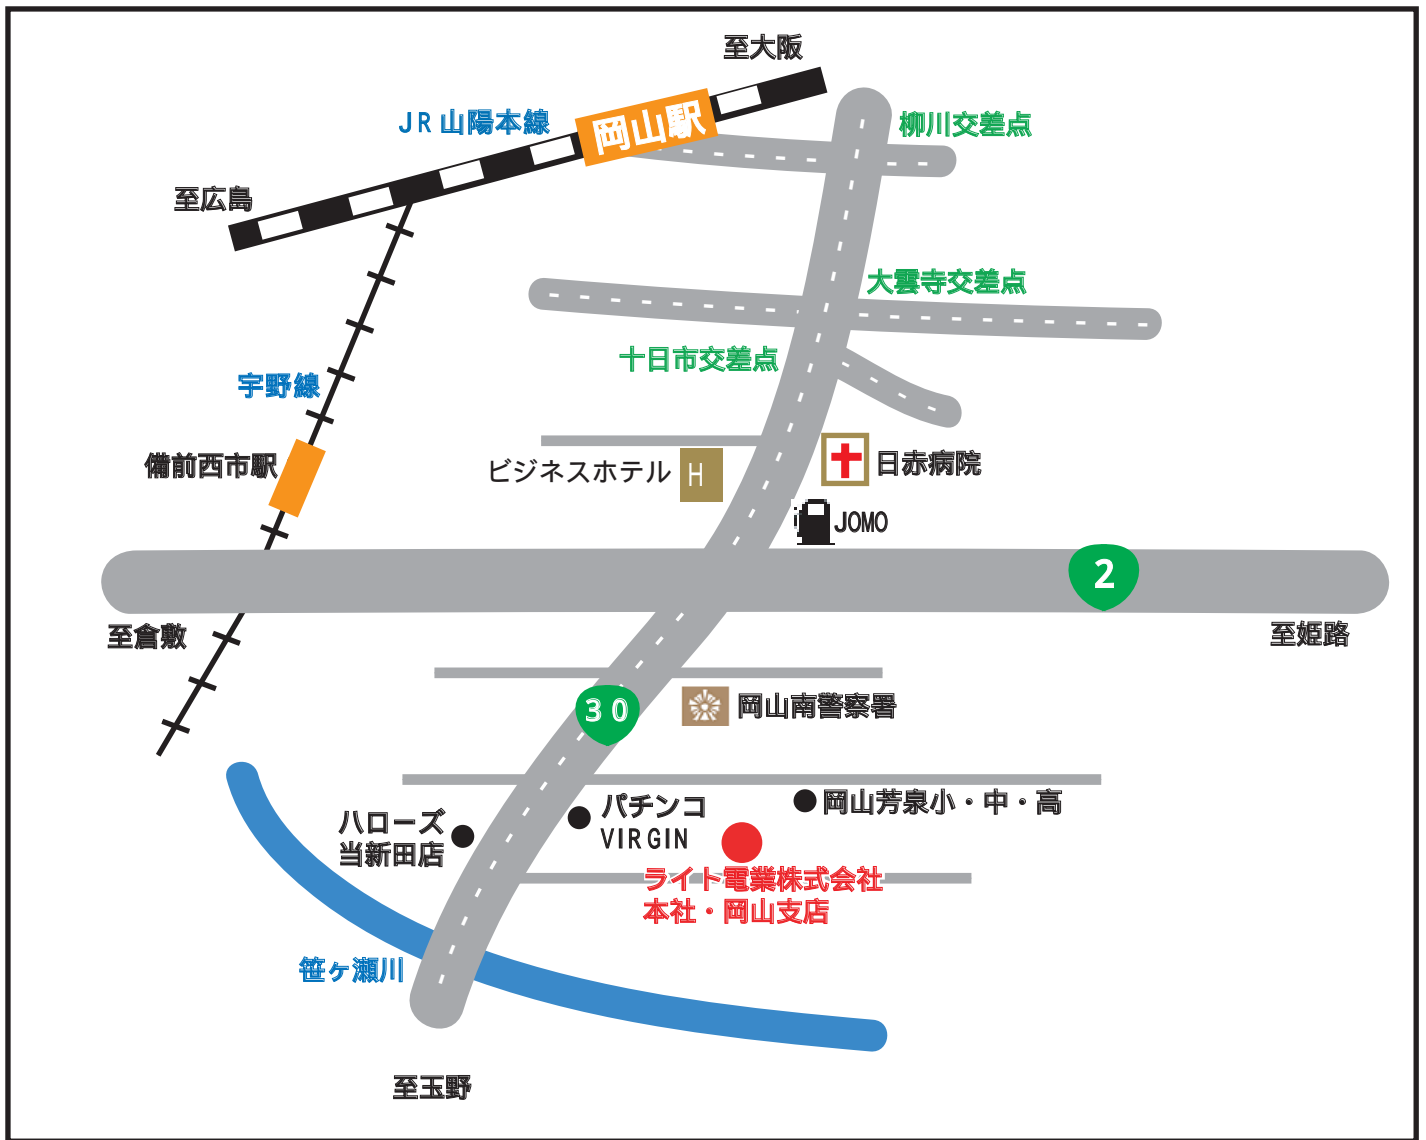 至大阪
JR山陽本線
岡山駅
柳川交差点
至広島
大雲寺交差点
十日市交差点
宇野線
備前西市駅
ビジネスホテル
H
日赤病院
JOMO
2
至倉敷
至姫路
30
岡山南警察署
パチンコ
VIRGIN
岡山芳泉小・中・高
ハローズ
当新田店
ライト電業株式会社
本社・岡山支店
笹ヶ瀬川
至玉野